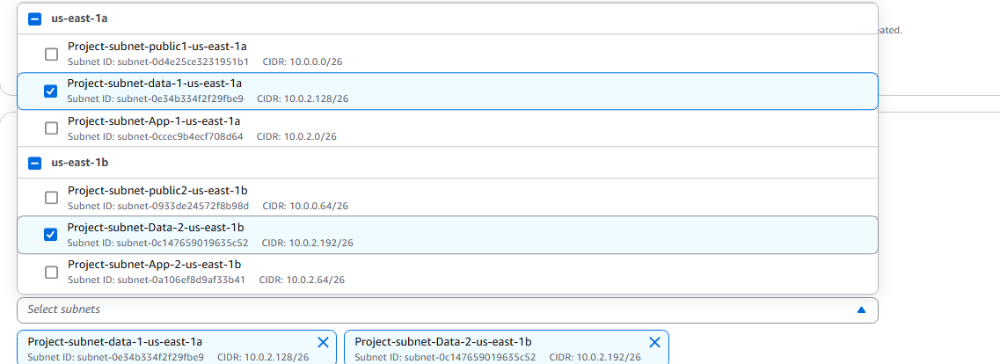 us-east-1a
eated.
Project-subnet-public1-us-east-1a
Subnet ID: subnet-0d4e25ce3231951b1 CIDR: 10.0.0.0/26
Project-subnet-data-1-us-east-1a
Subnet ID: subnet-0e34b334f2f29fbe9 CIDR: 10.0.2.128/26
Project-subnet-App-1-us-east-1a
Subnet ID: subnet-0ccec9b4ecf708d64 CIDR: 10.0.2.0/26
us-east-1b
Project-subnet-public2-us-east-1b
Subnet ID: subnet-0933de24572f8b98d CIDR: 10.0.0.64/26
Project-subnet-Data-2-us-east-1b
Subnet ID: subnet-0c147659019635c52 CIDR: 10.0.2.192/26
Project-subnet-App-2-us-east-1b
Subnet ID: subnet-0a106ef8d9af33b41 CIDR: 10.0.2.64/26
Select subnets
Project-subnet-data-1-us-east-1a
Subnet ID: subnet-0e34b334f2f29fbe9 CIDR: 10.0.2.128/26
Project-subnet-Data-2-us-east-1b
Subnet ID: subnet-0c147659019635c52 CIDR: 10.0.2.192/26